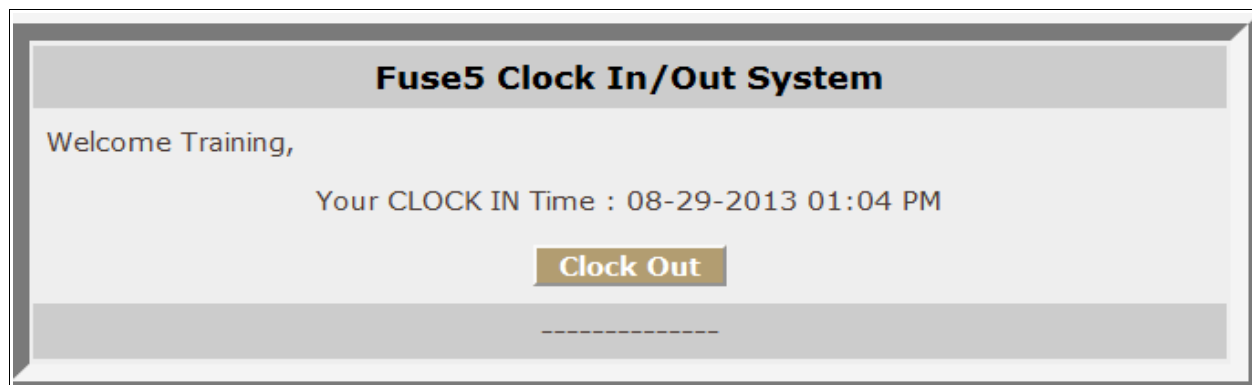 Fuse5 Clock In/Out System
Welcome Training,
Your CLOCK IN Time : 08-29-2013 01:04 PM
Clock Out
--------------